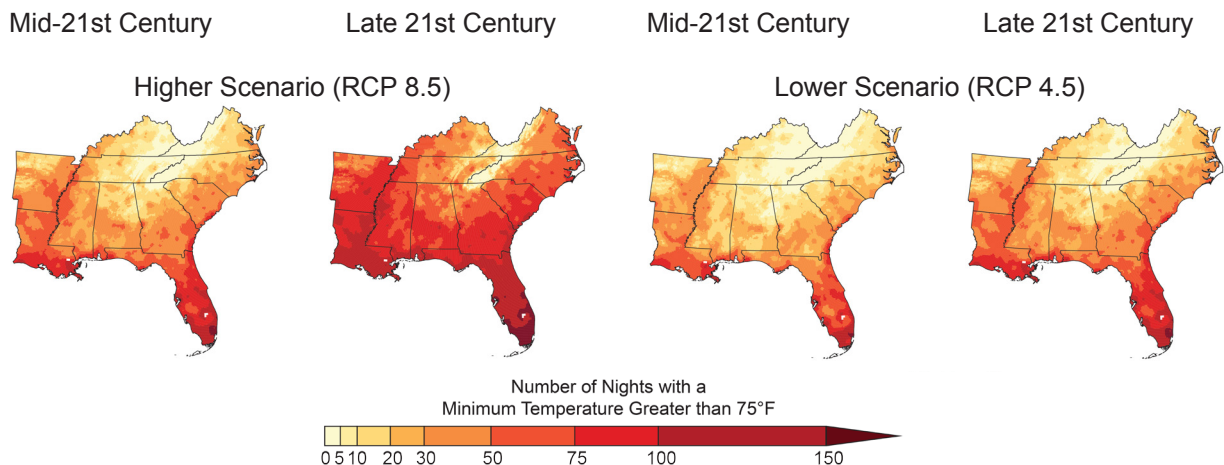 Mid-21st Century Late 21st Century Mid-21st Century Late 21st Century
Higher Scenario (RCP 8.5) Lower Scenario (RCP 4.5)
Number of Nights with a
Minimum Temperature Greater than 75°F
0 5 10 20 30 50 75 100 150